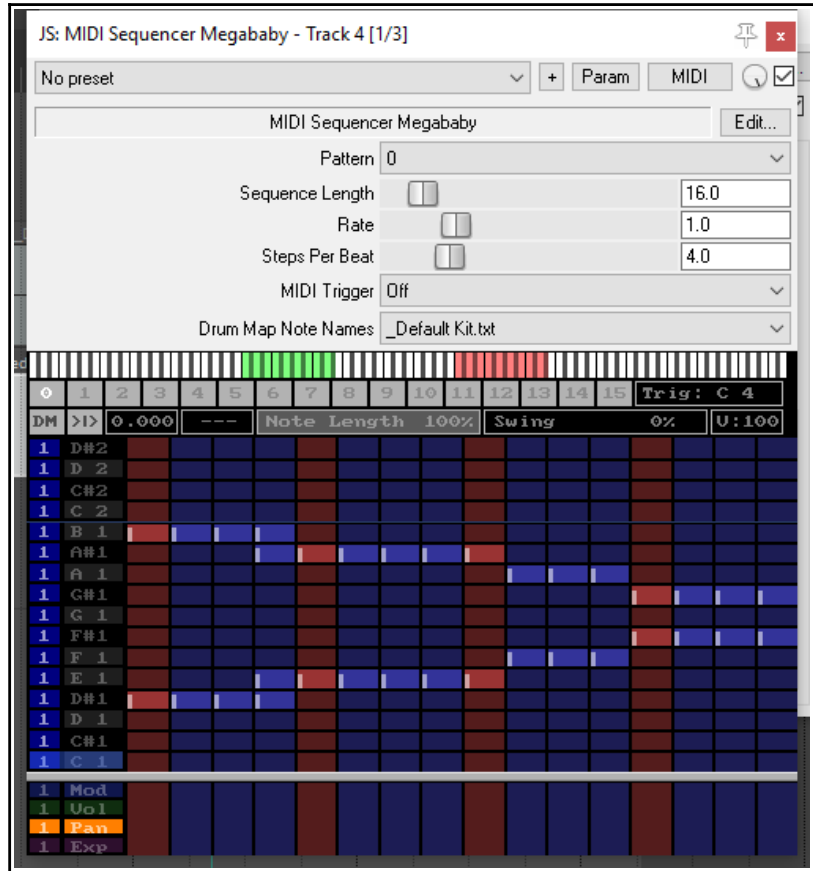 JS: MIDI Sequencer Megababy - Track 4 [1/3] x
No preset + Param MIDI
MIDI Sequencer Megababy Edit...
Pattern 0
Sequence Length 16.0
Rate 1.0
Steps Per Beat 4.0
MIDI Trigger Off
Drum Map Note Names _Default Kit.txt
0 1 2 3 4 5 6 7 8 9 10 11 12 13 14 15 Trig: C 4
DM >|> 0.000 --- Note Length 100% Swing 0% V:100
1 D#2
1 D 2
1 C#2
1 C 2
1 B 1
1 A#1
1 A 1
1 G#1
1 G 1
1 F#1
1 F 1
1 E 1
1 D#1
1 D 1
1 C#1
1 C 1
1 Mod
1 Vol
1 Pan
1 Exp